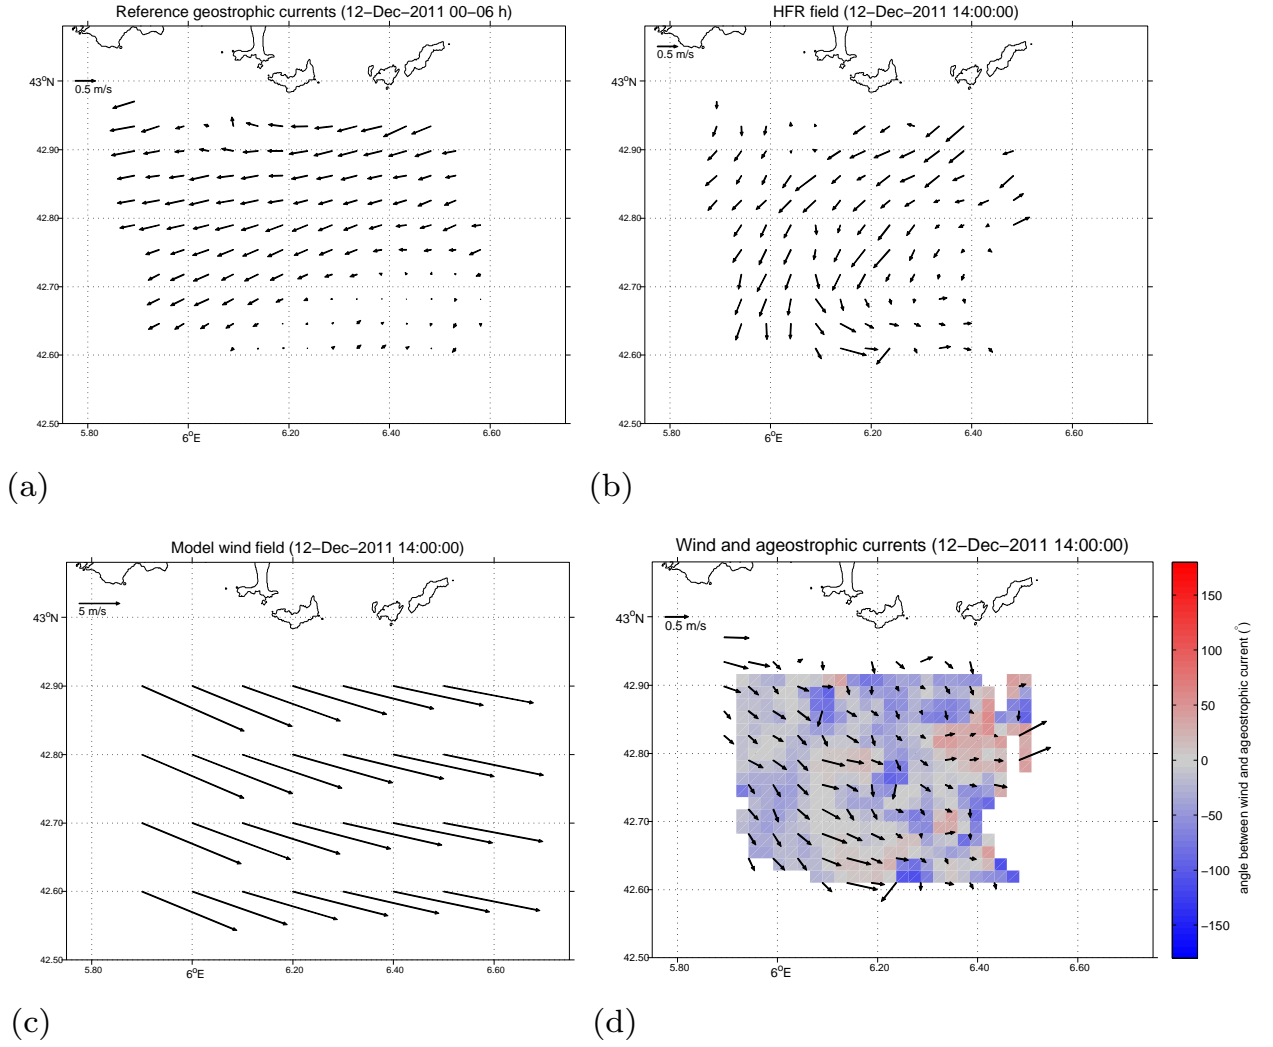 Reference geostrophic currents (12−Dec−2011 00−06 h)
0.5 m/s
43°N
42.90
42.80
42.70
42.60
42.50
5.80
6°E
6.20
6.40
6.60
(a)
HFR field (12−Dec−2011 14:00:00)
0.5 m/s
43°N
42.90
42.80
42.70
42.60
42.50
5.80
6°E
6.20
6.40
6.60
(b)
Model wind field (12−Dec−2011 14:00:00)
5 m/s
43°N
42.90
42.80
42.70
42.60
42.50
5.80
6°E
6.20
6.40
6.60
(c)
Wind and ageostrophic currents (12−Dec−2011 14:00:00)
0.5 m/s
43°N
42.90
42.80
42.70
42.60
42.50
5.80
6°E
6.20
6.40
6.60
150
100
50
0
−50
−100
−150
angle between wind and ageostrophic current (°)
(d)